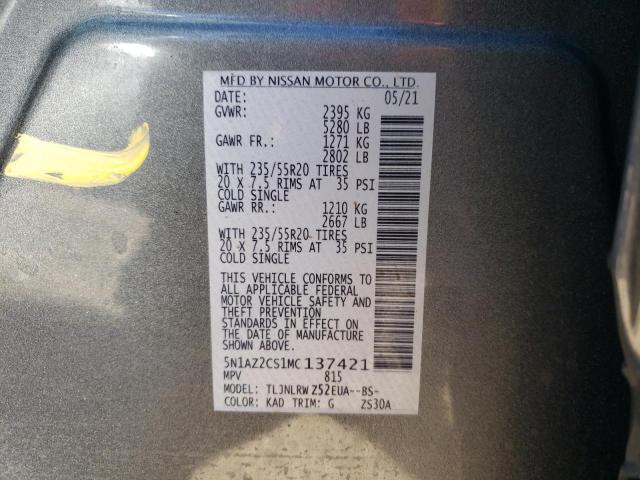 MFD BY NISSAN MOTOR CO., LTD.
DATE: 05/21
GVWR: 2395 KG
5280 LB
GAWR FR.: 1271 KG
2802 LB
WITH 235/55R20 TIRES
20 X 7.5 RIMS AT 35 PSI
COLD SINGLE
GAWR RR.: 1210 KG
2667 LB
WITH 235/55R20 TIRES
20 X 7.5 RIMS AT 35 PSI
COLD SINGLE
THIS VEHICLE CONFORMS TO
ALL APPLICABLE FEDERAL
MOTOR VEHICLE SAFETY AND
THEFT PREVENTION
STANDARDS IN EFFECT ON
THE DATE OF MANUFACTURE
SHOWN ABOVE.
5N1AZ2CS1MC137421
MPV 815
MODEL: TLJNLRWZ52EUA--BS-
COLOR: KAD TRIM: G ZS30A